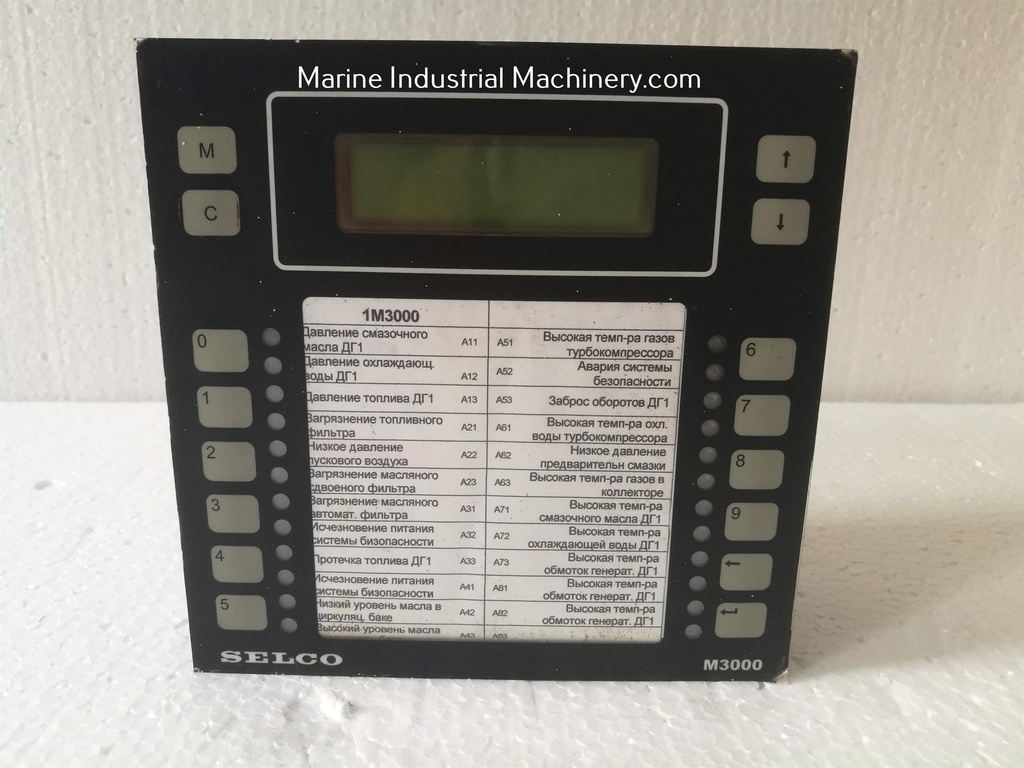 Marine Industrial Machinery.com
M
C
↑
↓
1M3000
0
1
2
3
4
5
Давление смазочного
масла ДГ1 A11
Давление охлаждающ.
воды ДГ1 A12
Давление топлива ДГ1 A13
Загрязнение топливного
фильтра A21
Низкое давление
пускового воздуха A22
Загрязнение масляного
сдвоеного фильтра A23
Загрязнение масляного
автомат. фильтра A31
Исчезновение питания
системы бизопасности A32
Протечка топлива ДГ1 A33
Исчезновение питания
системы бизопасности A41
Низкий уровень масла в
циркуляц. баке A42
Высокий уровень масла
A43
A51 Высокая темп-ра газов
турбокомпрессора
A52 Авария системы
безопасности
A53 Заброс оборотов ДГ1
A61 Высокая темп-ра охл.
воды турбокомпрессора
A62 Низкое давление
предварительн смазки
A63 Высокая темп-ра газов в
коллекторе
A71 Высокая темп-ра
смазочного масла ДГ1
A72 Высокая темп-ра
охлаждающей воды ДГ1
A73 Высокая темп-ра
обмоток генерат. ДГ1
A81 Высокая темп-ра
обмоток генерат. ДГ1
A82 Высокая темп-ра
обмоток генерат. ДГ1
A83
6
7
8
9
←
↵
SELCO
M3000